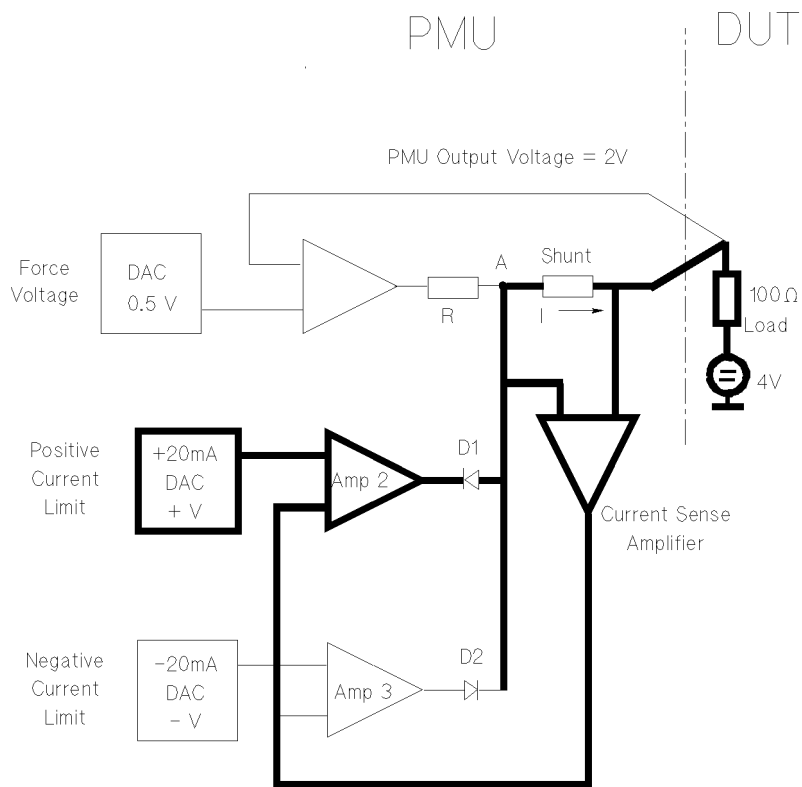 PMU
DUT
PMU Output Voltage = 2V
Force
Voltage
DAC
0.5 V
A
Shunt
R
I
100Ω
Load
4V
Positive
Current
Limit
+20mA
DAC
+ V
Amp 2
D1
Current Sense
Amplifier
Negative
Current
Limit
-20mA
DAC
- V
Amp 3
D2